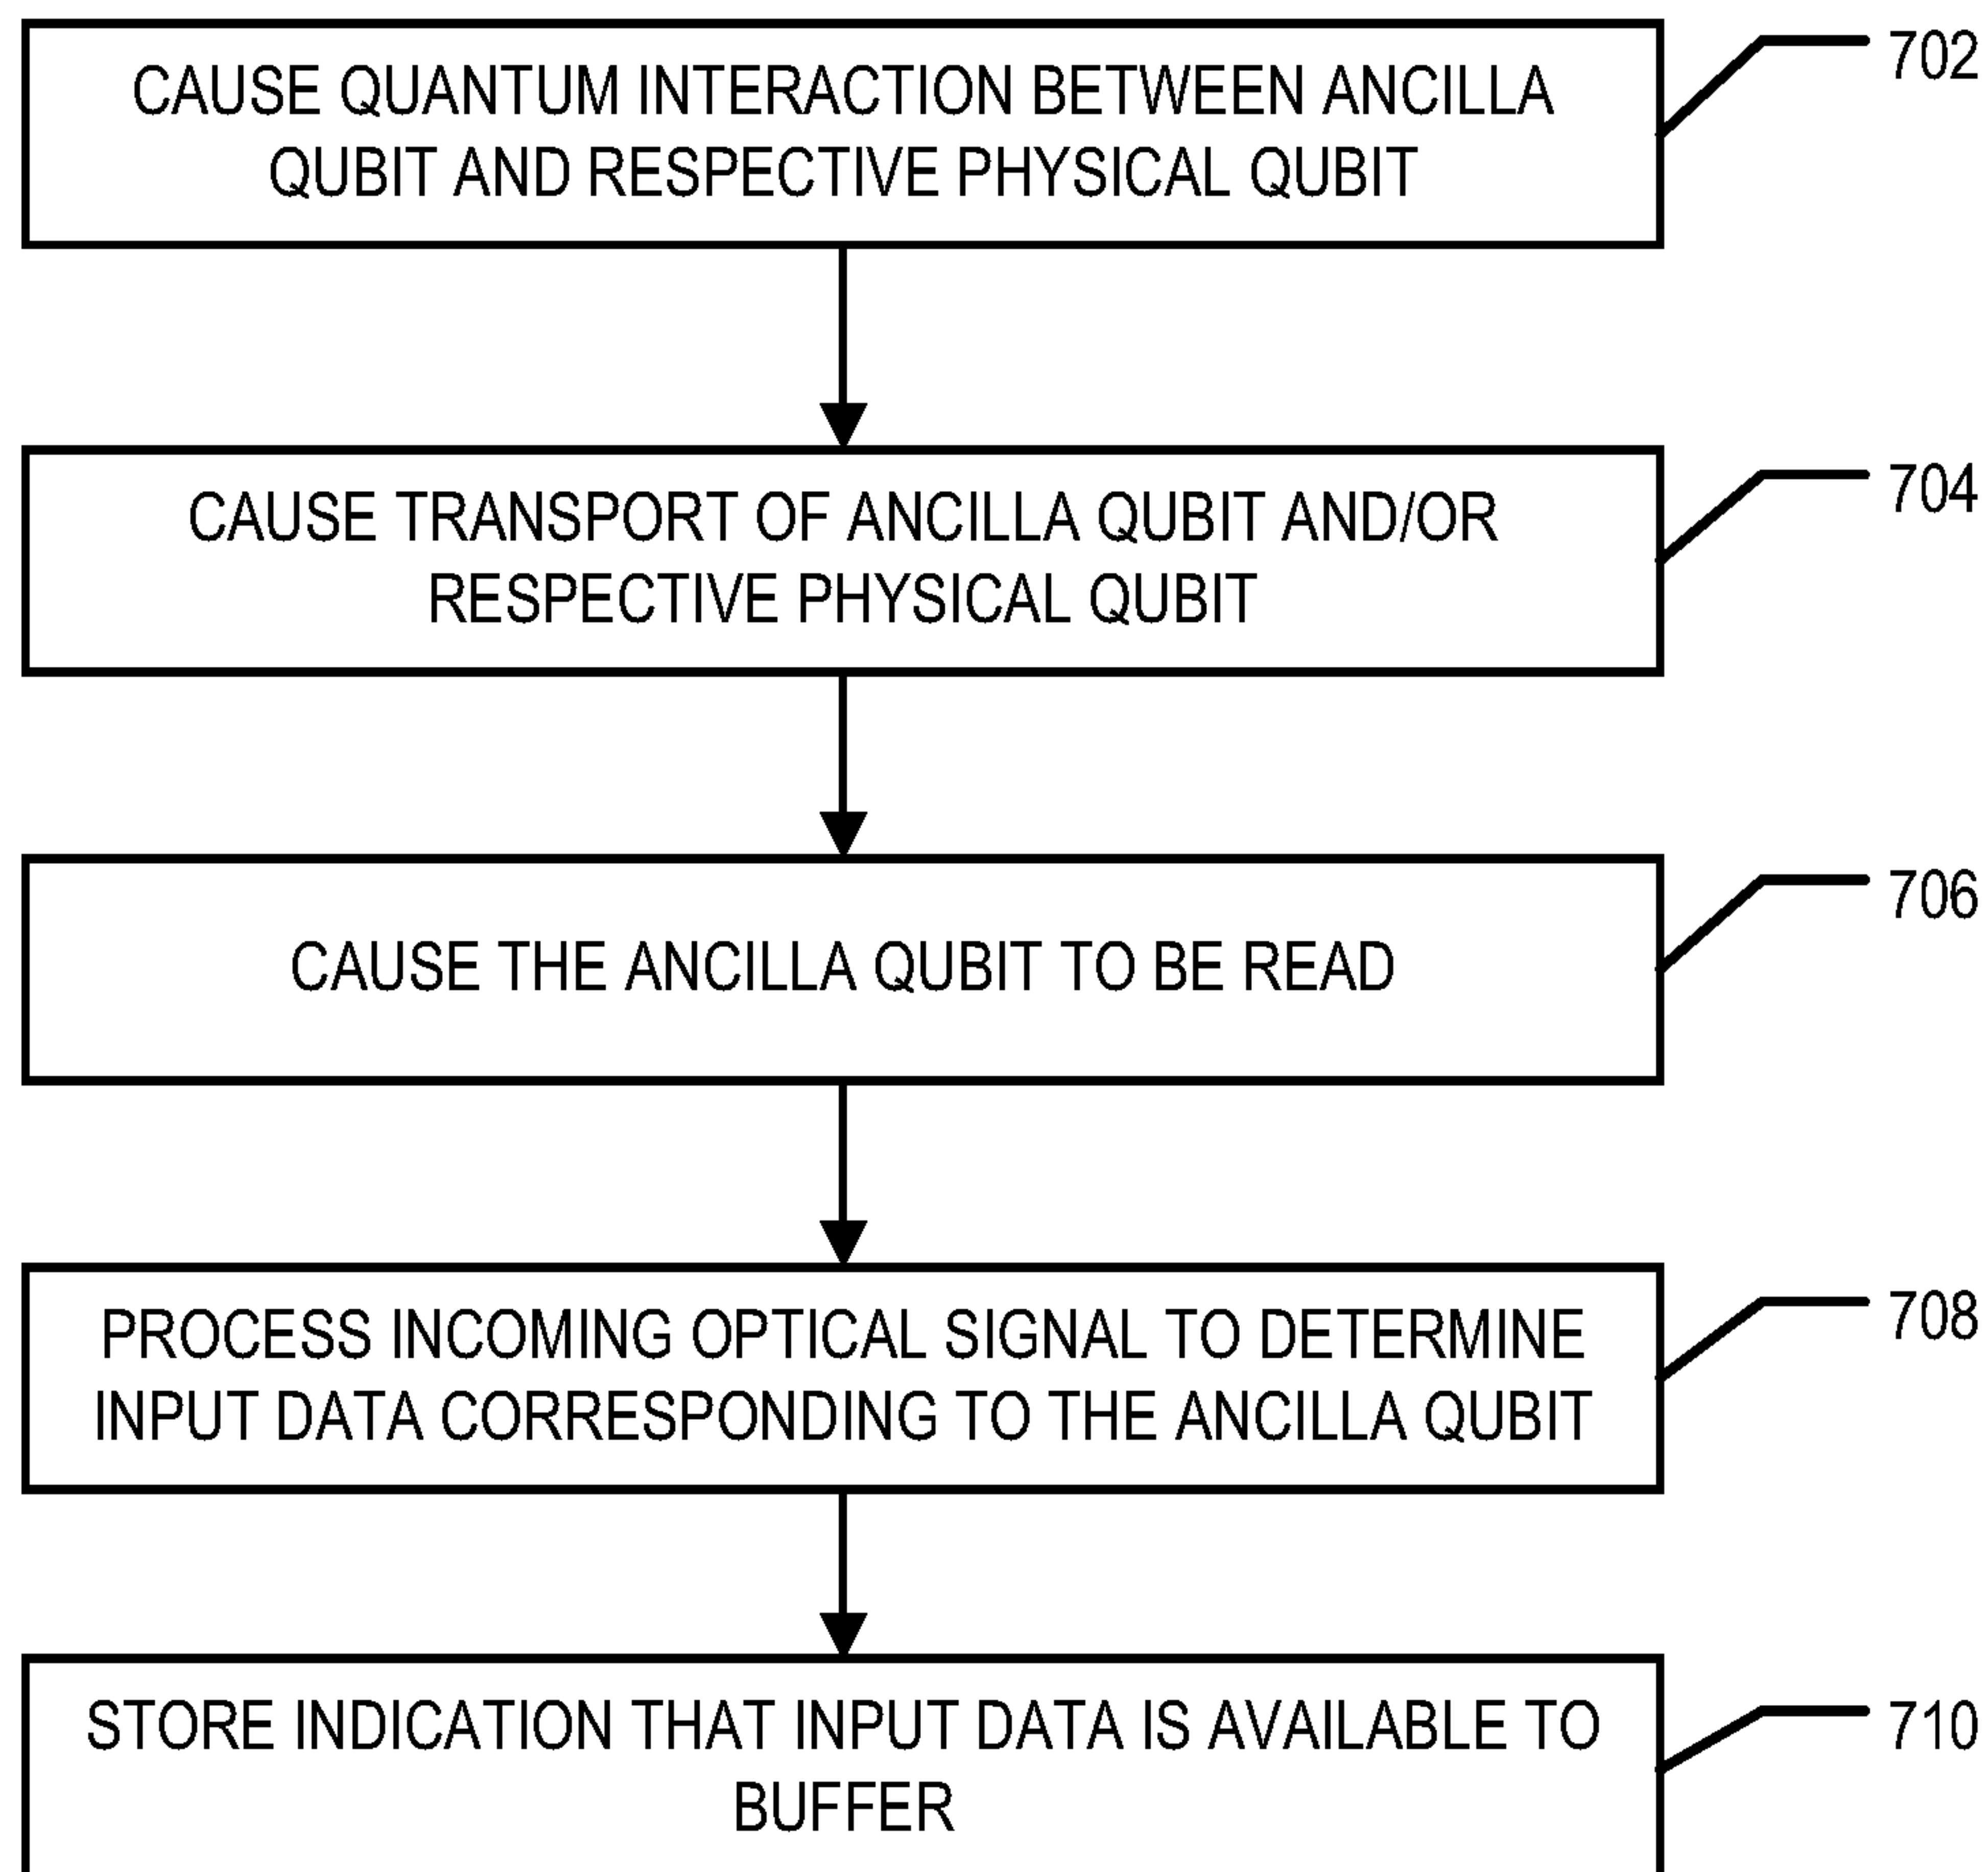 CAUSE QUANTUM INTERACTION BETWEEN ANCILLA
QUBIT AND RESPECTIVE PHYSICAL QUBIT
702
CAUSE TRANSPORT OF ANCILLA QUBIT AND/OR
RESPECTIVE PHYSICAL QUBIT
704
CAUSE THE ANCILLA QUBIT TO BE READ
706
PROCESS INCOMING OPTICAL SIGNAL TO DETERMINE
INPUT DATA CORRESPONDING TO THE ANCILLA QUBIT
708
STORE INDICATION THAT INPUT DATA IS AVAILABLE TO
BUFFER
710